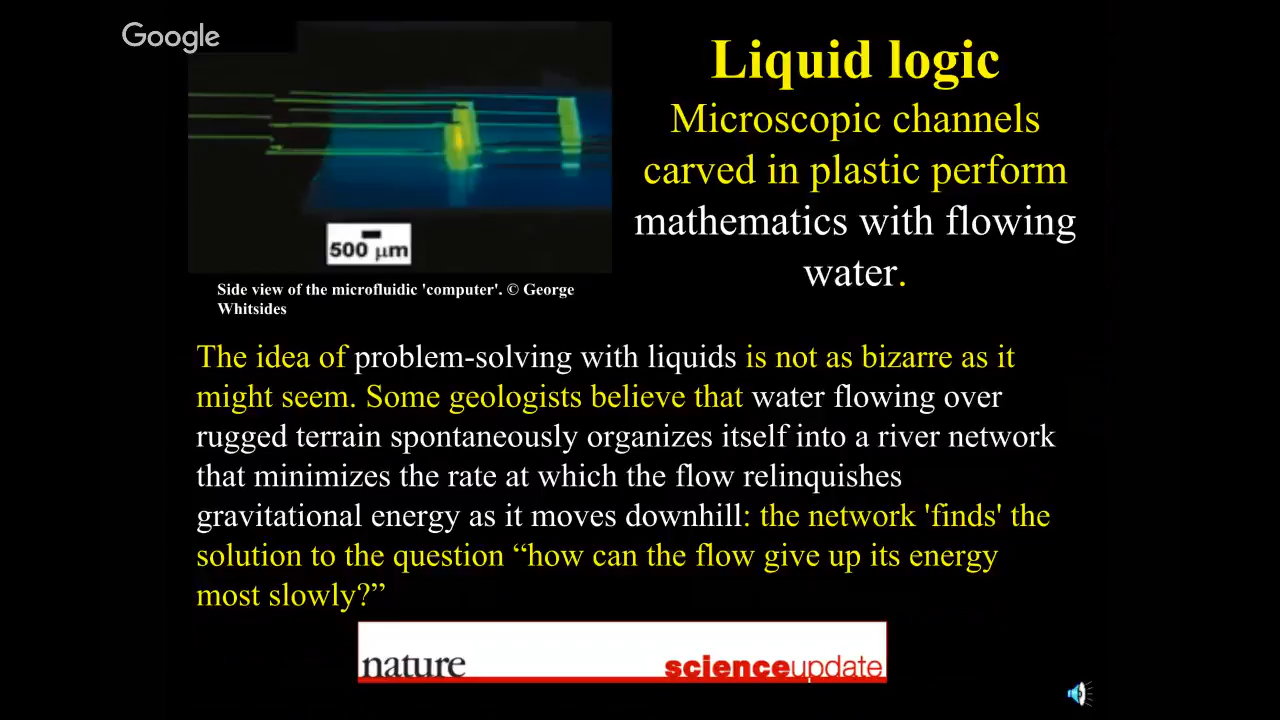 Google
Liquid logic
Microscopic channels
carved in plastic perform
mathematics with flowing
water.
500 µm
Side view of the microfluidic 'computer'. © George
Whitsides
The idea of problem-solving with liquids is not as bizarre as it
might seem. Some geologists believe that water flowing over
rugged terrain spontaneously organizes itself into a river network
that minimizes the rate at which the flow relinquishes
gravitational energy as it moves downhill: the network 'finds' the
solution to the question “how can the flow give up its energy
most slowly?”
nature scienceupdate